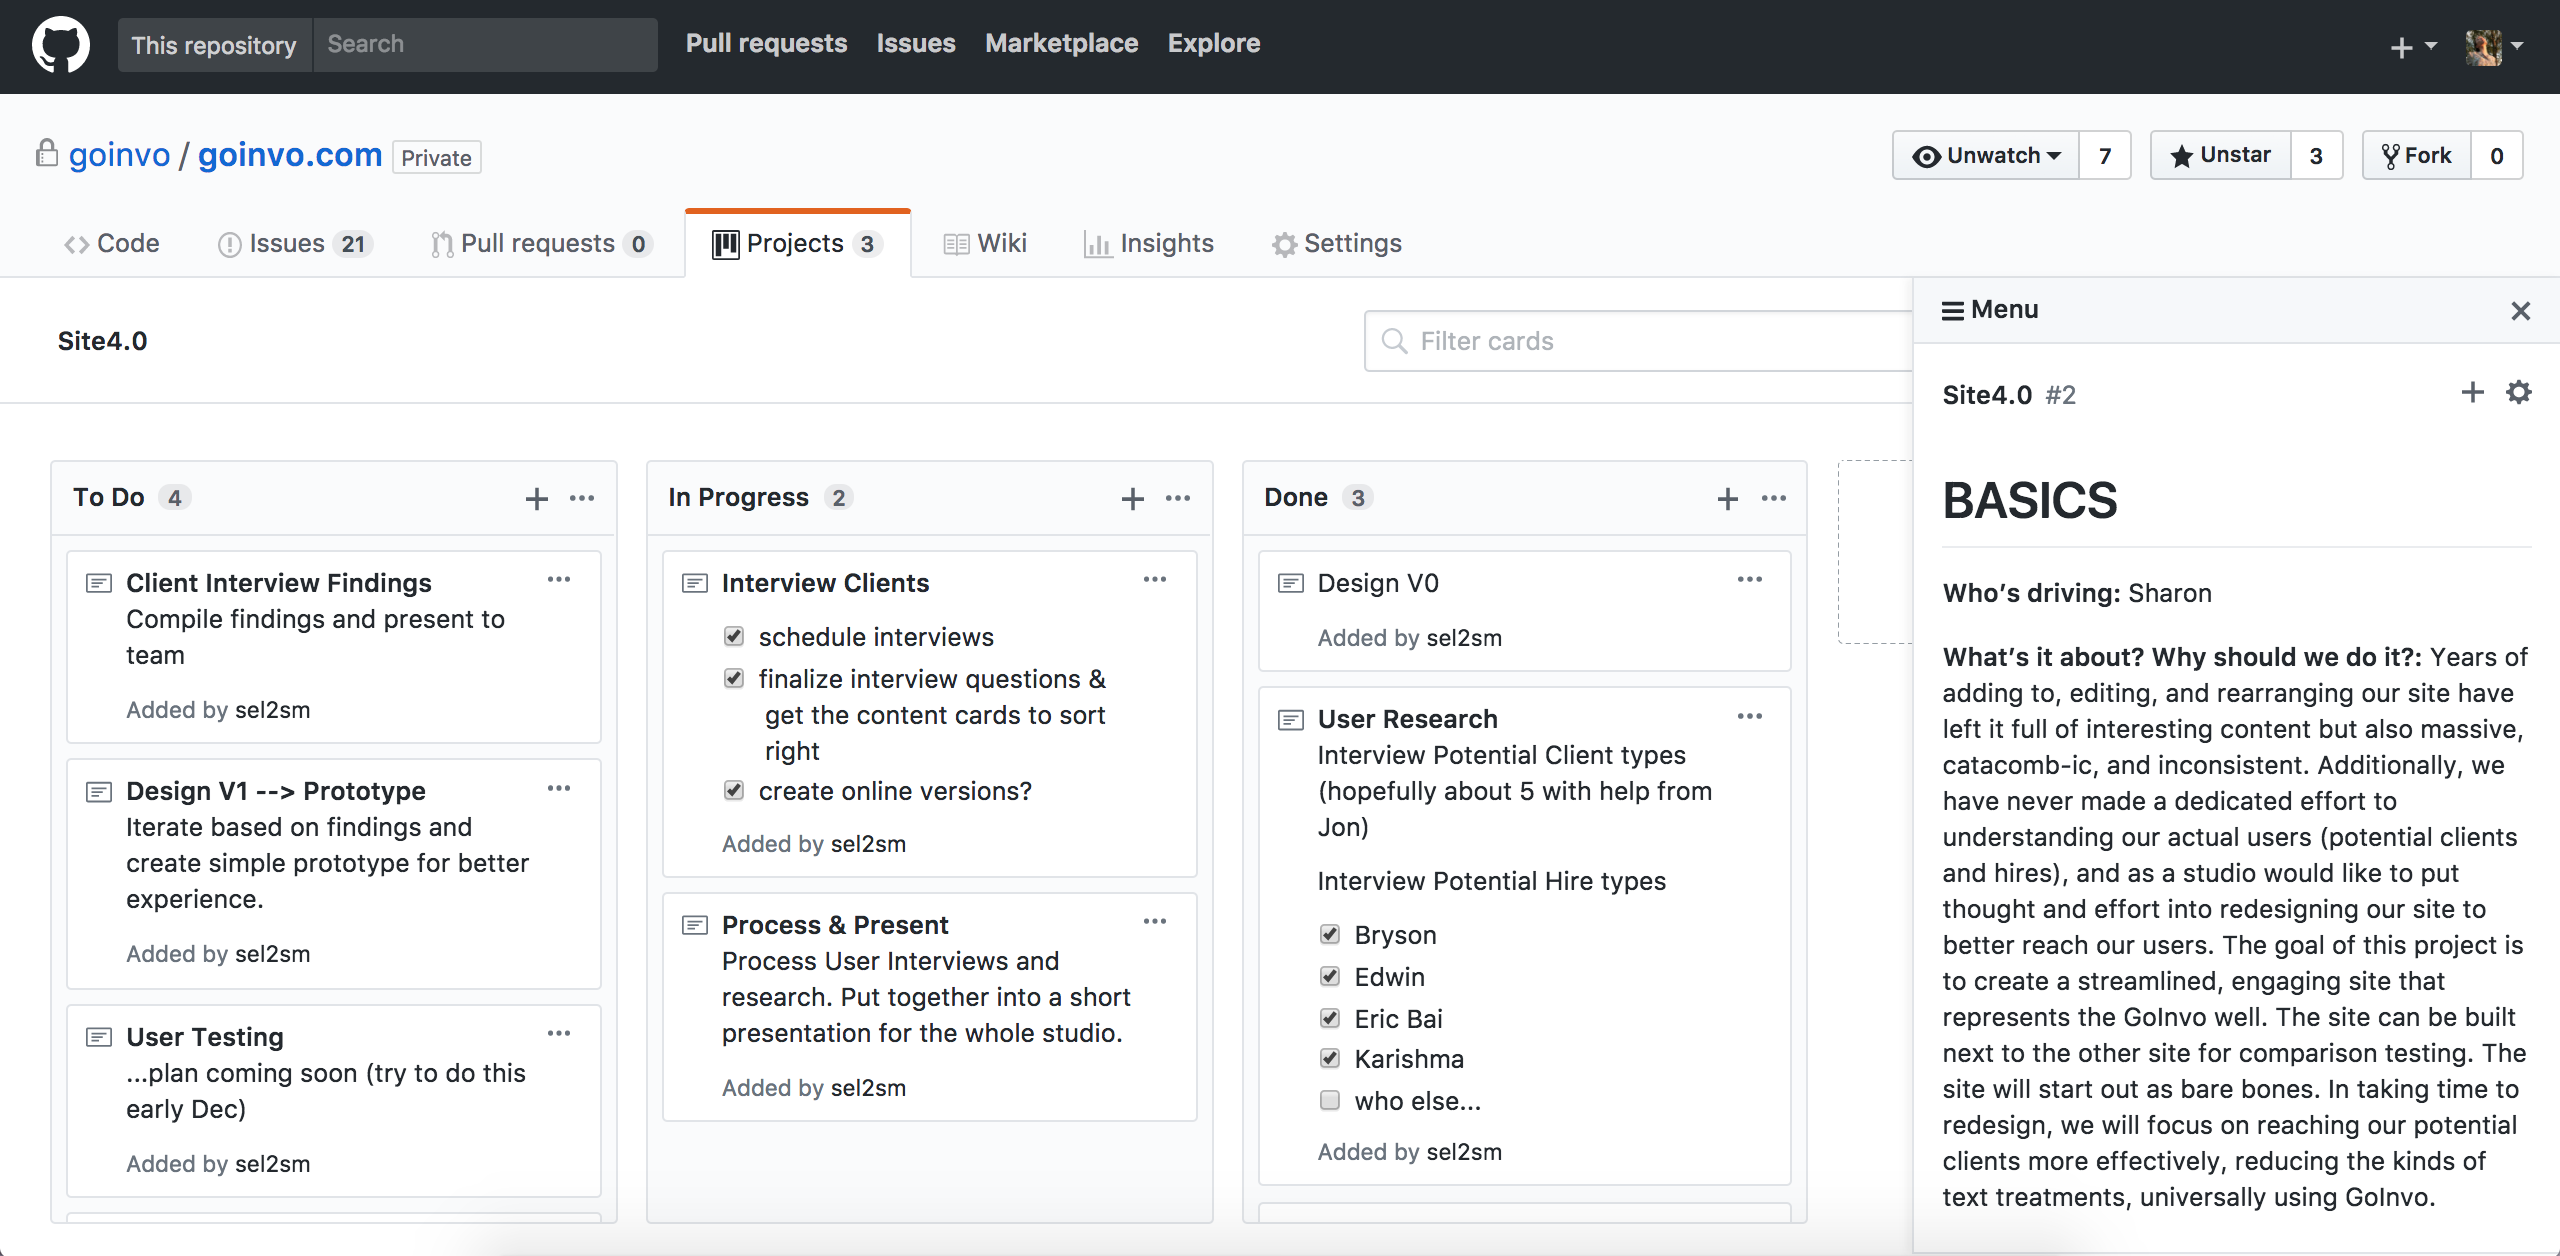 This repository Search Pull requests Issues Marketplace Explore
goinvo / goinvo.com Private
Unwatch 7 Unstar 3 Fork 0
Code Issues 21 Pull requests 0 Projects 3 Wiki Insights Settings
Site4.0
Filter cards
To Do 4
Client Interview Findings
Compile findings and present to
team
Added by sel2sm
Design V1 --> Prototype
Iterate based on findings and
create simple prototype for better
experience.
Added by sel2sm
User Testing
...plan coming soon (try to do this
early Dec)
Added by sel2sm
In Progress 2
Interview Clients
schedule interviews
finalize interview questions &
get the content cards to sort
right
create online versions?
Added by sel2sm
Process & Present
Process User Interviews and
research. Put together into a short
presentation for the whole studio.
Added by sel2sm
Done 3
Design V0
Added by sel2sm
User Research
Interview Potential Client types
(hopefully about 5 with help from
Jon)
Interview Potential Hire types
Bryson
Edwin
Eric Bai
Karishma
who else...
Added by sel2sm
Menu
Site4.0 #2
BASICS
Who's driving: Sharon
What's it about? Why should we do it?: Years of
adding to, editing, and rearranging our site have
left it full of interesting content but also massive,
catacomb-ic, and inconsistent. Additionally, we
have never made a dedicated effort to
understanding our actual users (potential clients
and hires), and as a studio would like to put
thought and effort into redesigning our site to
better reach our users. The goal of this project is
to create a streamlined, engaging site that
represents the GoInvo well. The site can be built
next to the other site for comparison testing. The
site will start out as bare bones. In taking time to
redesign, we will focus on reaching our potential
clients more effectively, reducing the kinds of
text treatments, universally using GoInvo.